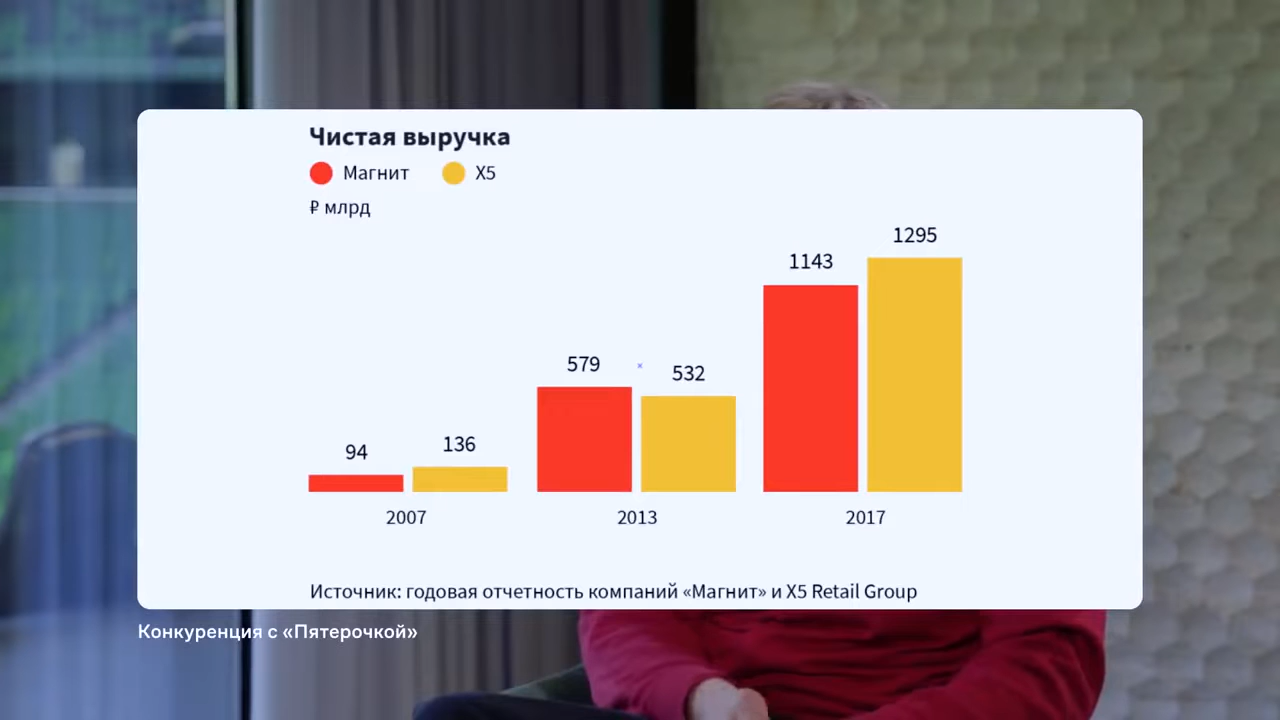 Чистая выручка
Магнит X5
₽ млрд
94 136 579 532 1143 1295
2007 2013 2017
Источник: годовая отчетность компаний «Магнит» и X5 Retail Group
Конкуренция с «Пятерочкой»